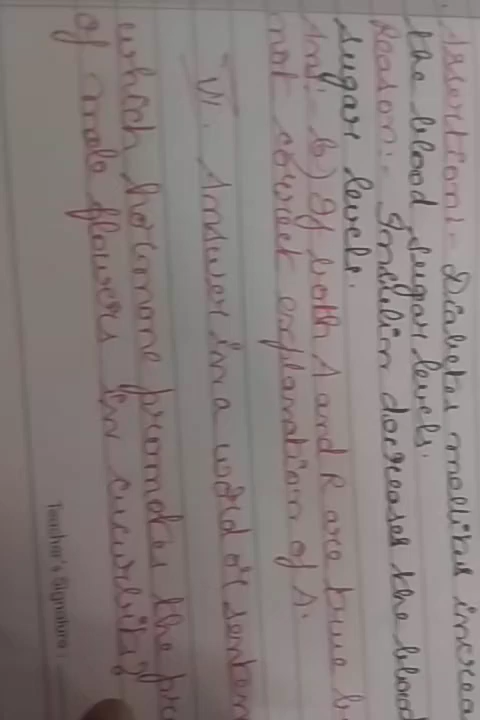 Assertion:- Diabetes mellitus increa
the blood sugar levels.
Reason:- Insulin decreases the blood
sugar levels.
Ans:- b) If both A and R are true b
not correct explanation of A.
VI. Answer in a word or senten
which hormone promotes the pr
of male flowers in cucurbita?
Teacher's Signature :